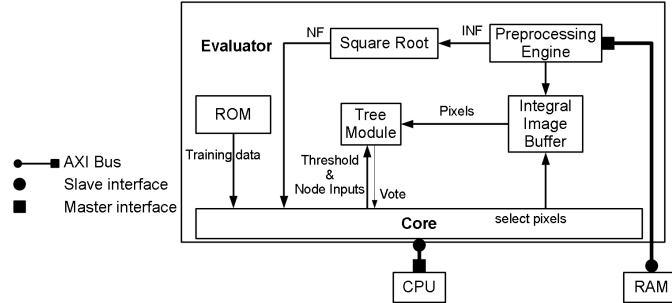 Evaluator
NF
Square Root
INF
Preprocessing
Engine
ROM
Training data
Tree
Module
Pixels
Integral
Image
Buffer
Threshold
&
Node Inputs
Vote
select pixels
Core
AXI Bus
Slave interface
Master interface
CPU
RAM